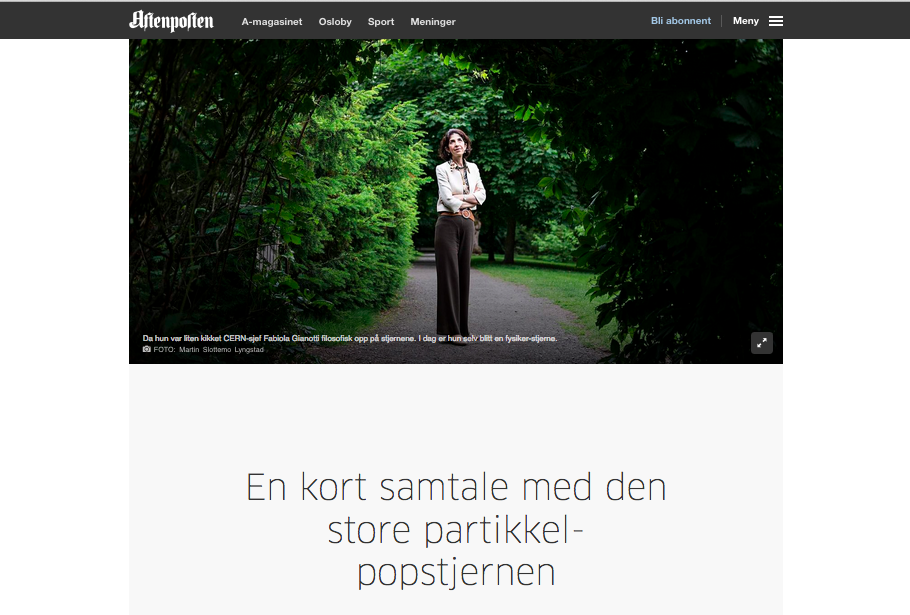 Aftenposten A-magasinet Osloby Sport Meninger Bli abonnent Meny
Da hun var liten kikket CERN-sjef Fabiola Gianotti filosofisk opp på stjernene. I dag er hun selv blitt en fysiker-stjerne.
FOTO: Martin Slottemo Lyngstad
En kort samtale med den
store partikkel-
popstjernen